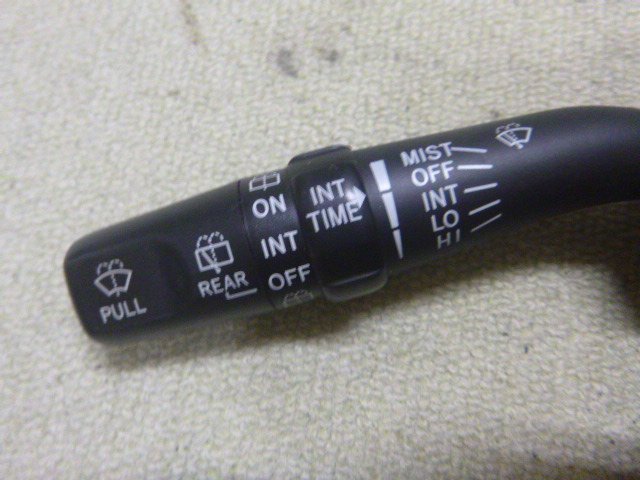 MIST
OFF
INT
LO
HI
INT
TIME
ON
INT
OFF
REAR
PULL